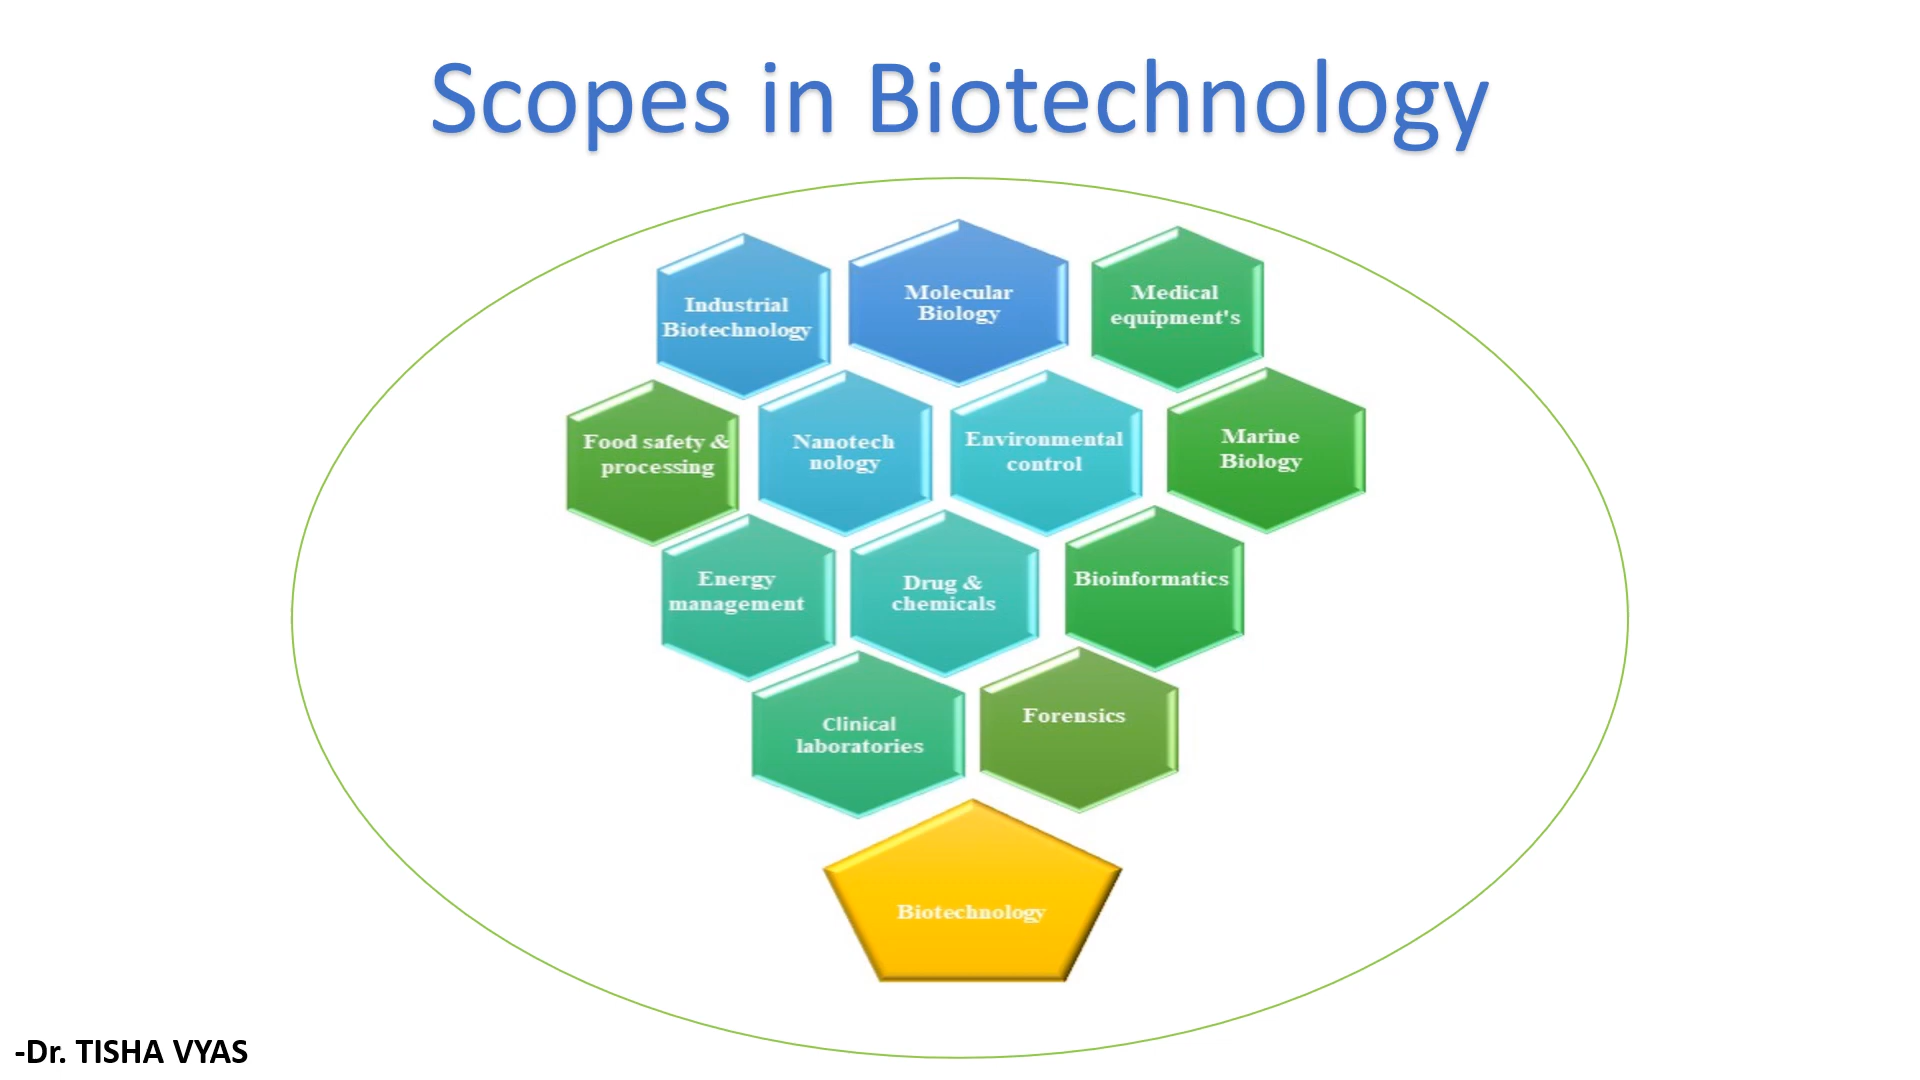 Scopes in Biotechnology
Industrial
Biotechnology
Molecular
Biology
Medical
equipment's
Food safety &
processing
Nanotech
nology
Environmental
control
Marine
Biology
Energy
management
Drug &
chemicals
Bioinformatics
Clinical
laboratories
Forensics
Biotechnology
-Dr. TISHA VYAS